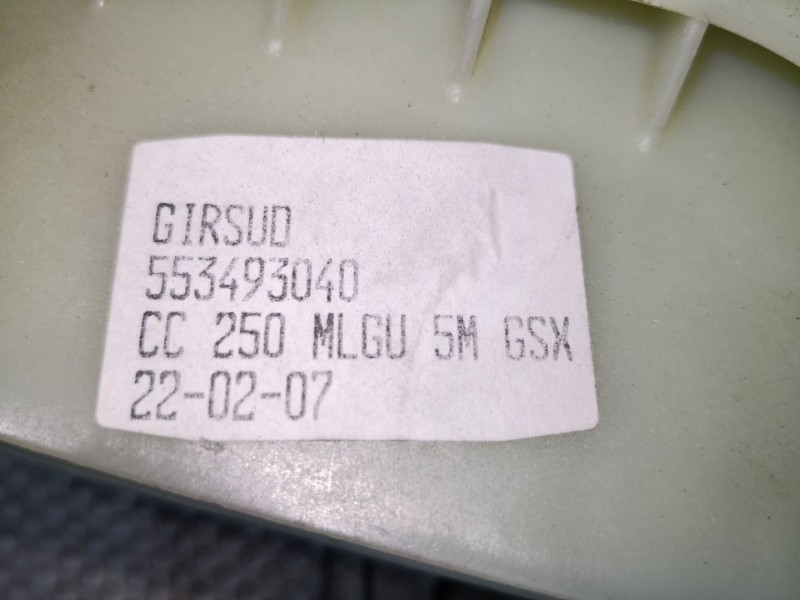 GIRSUD
553493040
CC 250 MLGU 5M GSX
22-02-07